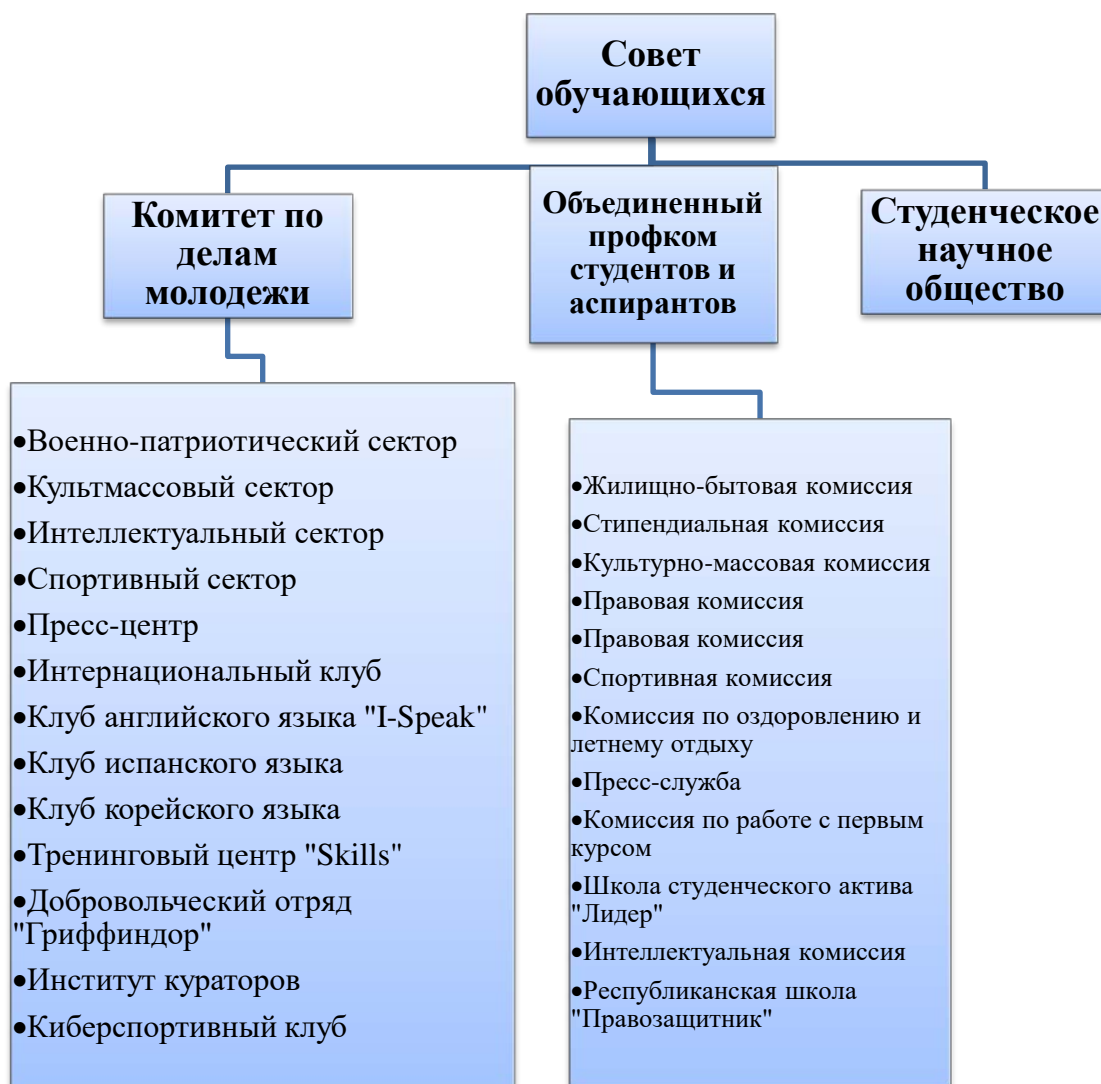 Совет
обучающихся
Комитет по
делам
молодежи
Объединенный
профком
студентов и
аспирантов
Студенческое
научное
общество
•Военно-патриотический сектор
•Культмассовый сектор
•Интеллектуальный сектор
•Спортивный сектор
•Пресс-центр
•Интернациональный клуб
•Клуб английского языка "I-Speak"
•Клуб испанского языка
•Клуб корейского языка
•Тренинговый центр "Skills"
•Добровольческий отряд
"Гриффиндор"
•Институт кураторов
•Киберспортивный клуб
•Жилищно-бытовая комиссия
•Стипендиальная комиссия
•Культурно-массовая комиссия
•Правовая комиссия
•Правовая комиссия
•Спортивная комиссия
•Комиссия по оздоровлению и
летнему отдыху
•Пресс-служба
•Комиссия по работе с первым
курсом
•Школа студенческого актива
"Лидер"
•Интеллектуальная комиссия
•Республиканская школа
"Правозащитник"